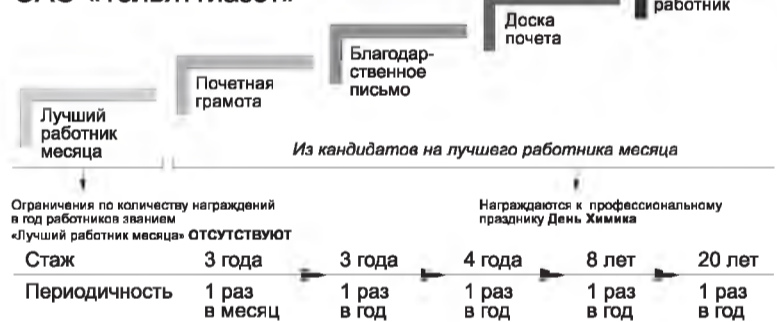 работник
Доска
почета
Благодар-
ственное
письмо
Почетная
грамота
Лучший
работник
месяца
Из кандидатов на лучшего работника месяца
Ограничения по количеству награждений
в год работников званием
«Лучший работник месяца» ОТСУТСТВУЮТ
Награждаются к профессиональному
празднику День Химика
Стаж 3 года 3 года 4 года 8 лет 20 лет
Периодичность 1 раз в месяц 1 раз в год 1 раз в год 1 раз в год 1 раз в год